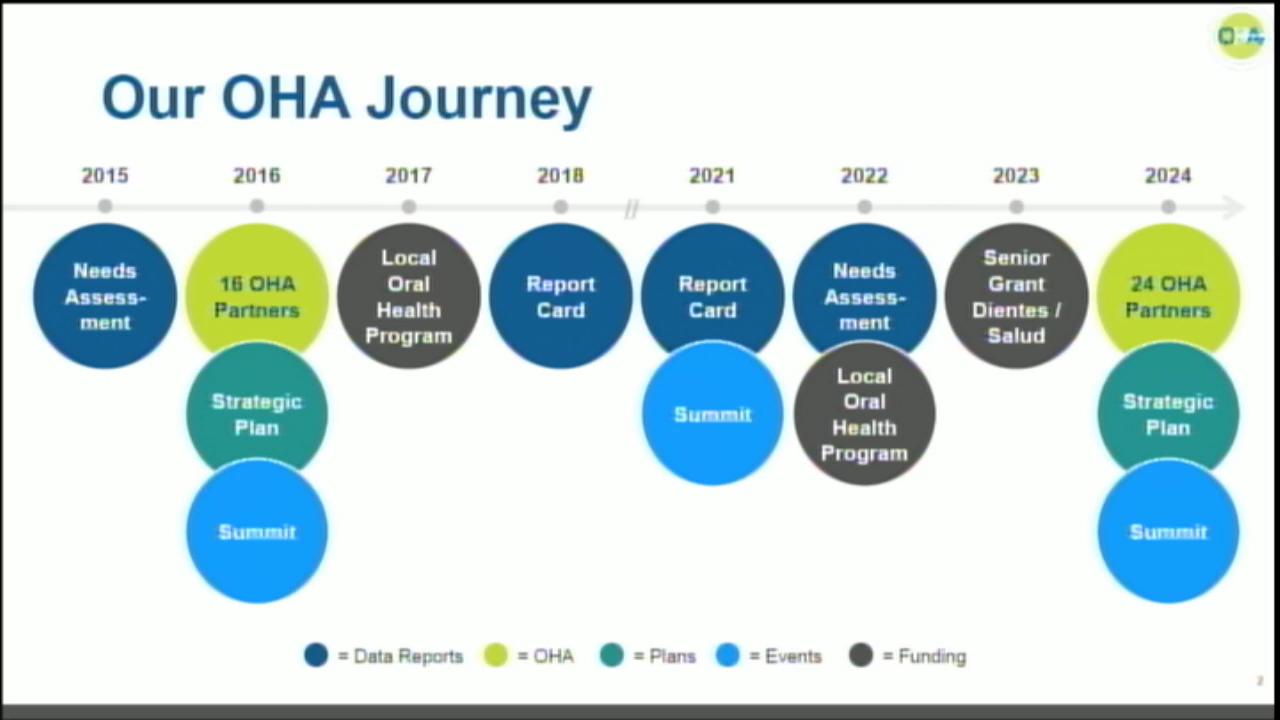 OHA
Our OHA Journey
2015 2016 2017 2018 // 2021 2022 2023 2024
Needs
Assess-
ment
16 OHA
Partners
Strategic
Plan
Summit
Local
Oral
Health
Program
Report
Card
Report
Card
Summit
Needs
Assess-
ment
Local
Oral
Health
Program
Senior
Grant
Dientes /
Salud
24 OHA
Partners
Strategic
Plan
Summit
= Data Reports = OHA = Plans = Events = Funding
2